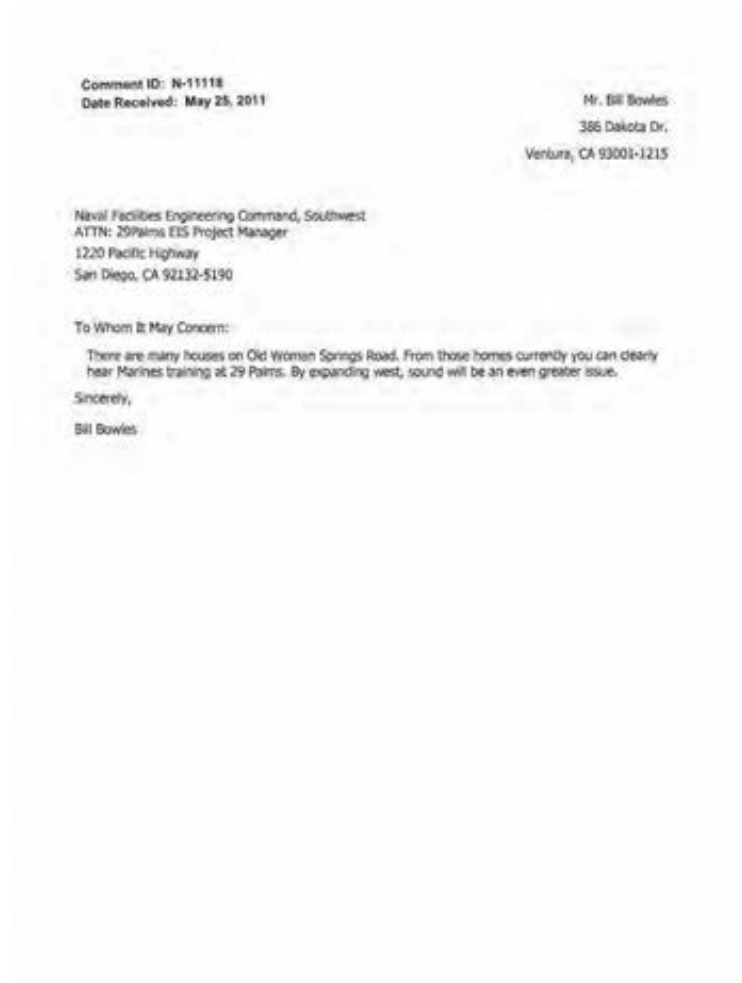 Comment ID: N-11118
Date Received: May 25, 2011
Mr. Bill Bowles
386 Dakota Dr.
Ventura, CA 93001-1215
Naval Facilities Engineering Command, Southwest
ATTN: 29Palms EIS Project Manager
1220 Pacific Highway
San Diego, CA 92132-5190
To Whom It May Concern:
There are many houses on Old Woman Springs Road. From those homes currently you can clearly
hear Marines training at 29 Palms. By expanding west, sound will be an even greater issue.
Sincerely,
Bill Bowles